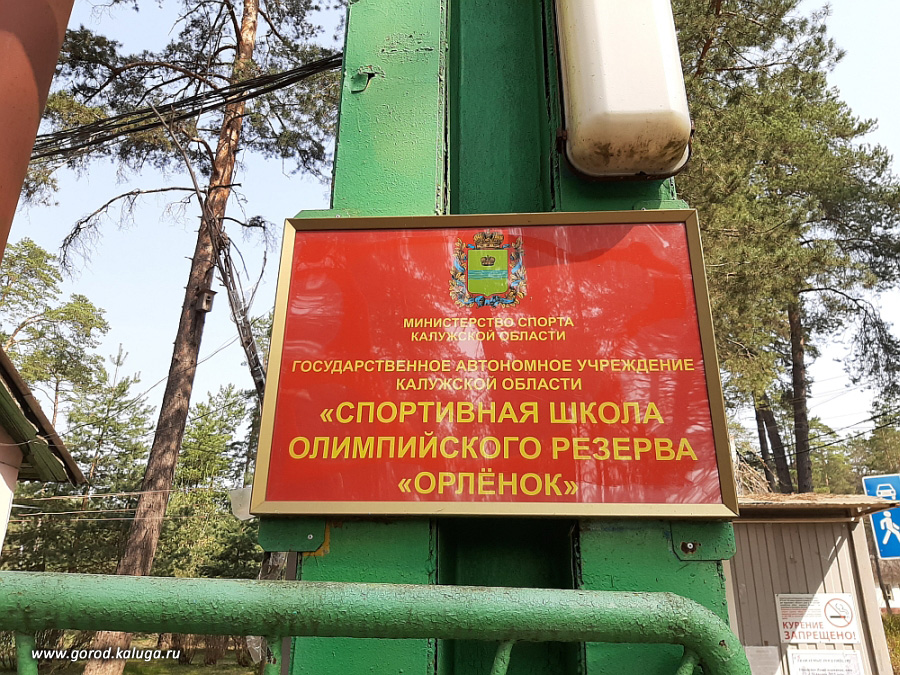 МИНИСТЕРСТВО СПОРТА
КАЛУЖСКОЙ ОБЛАСТИ
ГОСУДАРСТВЕННОЕ АВТОНОМНОЕ УЧРЕЖДЕНИЕ
КАЛУЖСКОЙ ОБЛАСТИ
«СПОРТИВНАЯ ШКОЛА
ОЛИМПИЙСКОГО РЕЗЕРВА
«ОРЛЁНОК»
КУРЕНИЕ
ЗАПРЕЩЕНО!
www.gorod.kaluga.ru